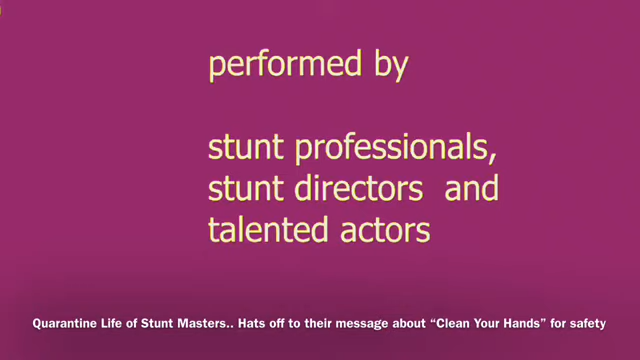 performed by
stunt professionals,
stunt directors and
talented actors
Quarantine Life of Stunt Masters.. Hats off to their message about “Clean Your Hands” for safety